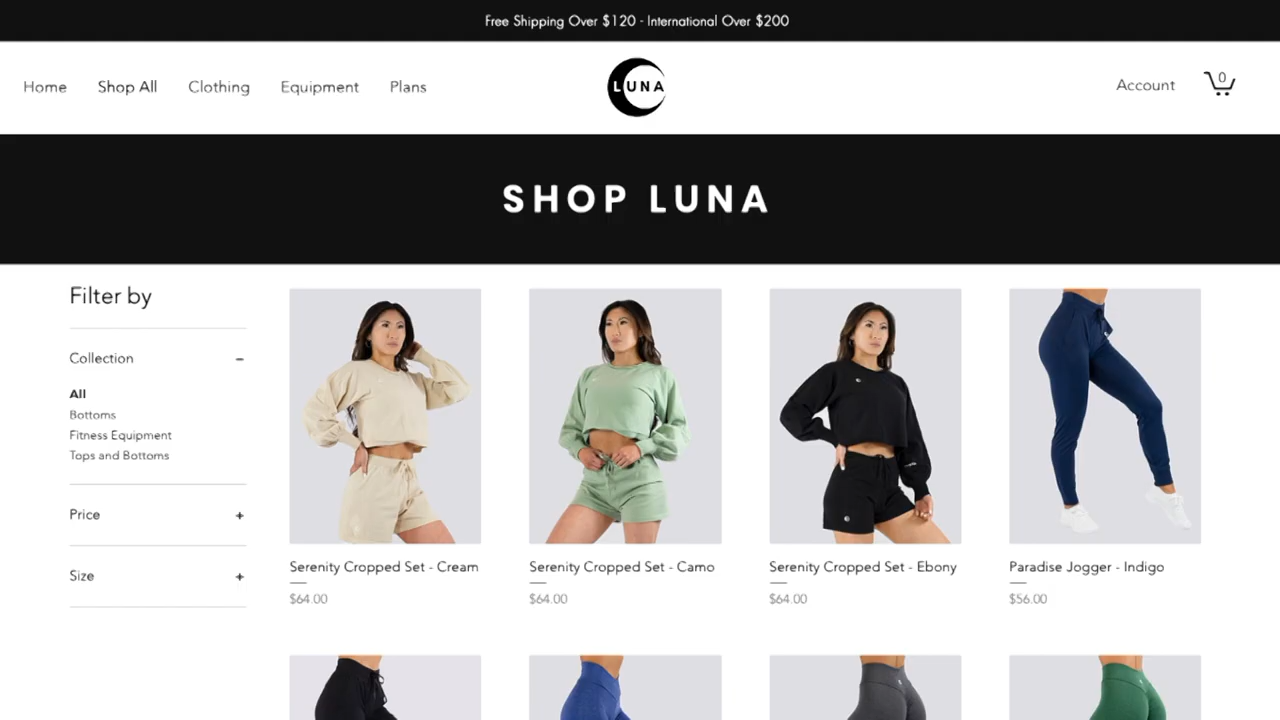 Free Shipping Over $120 - International Over $200
Home Shop All Clothing Equipment Plans
LUNA
Account 0
SHOP LUNA
Filter by
Collection −
All
Bottoms
Fitness Equipment
Tops and Bottoms
Price +
Size +
Serenity Cropped Set - Cream
$64.00
Serenity Cropped Set - Camo
$64.00
Serenity Cropped Set - Ebony
$64.00
Paradise Jogger - Indigo
$56.00